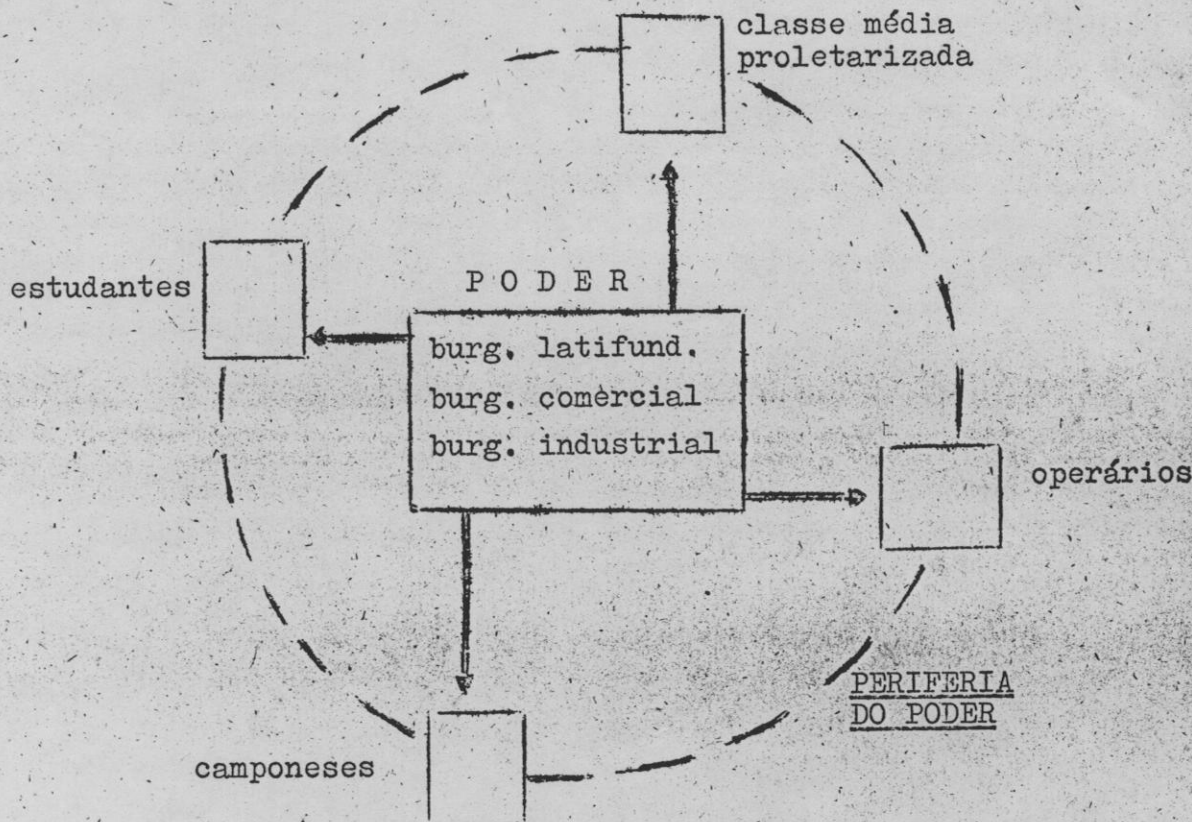 classe média
proletarizada
estudantes
P O D E R
burg. latifund.
burg. comercial
burg. industrial
operários
PERIFERIA
DO PODER
camponeses